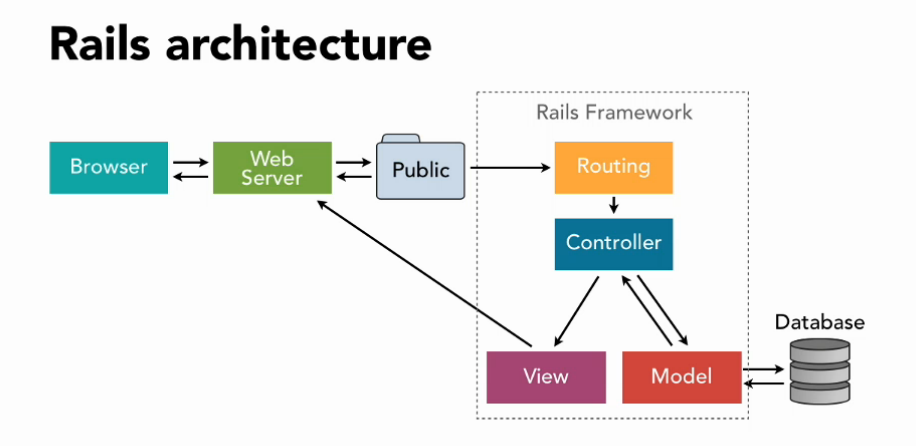 Rails architecture
Rails Framework
Browser
Web
Server
Public
Routing
Controller
Database
View
Model